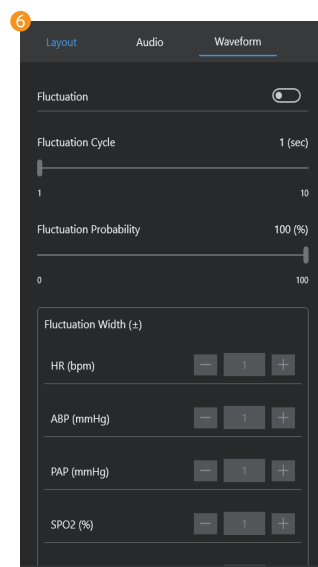 6
Layout Audio Waveform
Fluctuation
Fluctuation Cycle 1 (sec)
1 10
Fluctuation Probability 100 (%)
0 100
Fluctuation Width (±)
HR (bpm) − 1 +
ABP (mmHg) − 1 +
PAP (mmHg) − 1 +
SPO2 (%) − 1 +